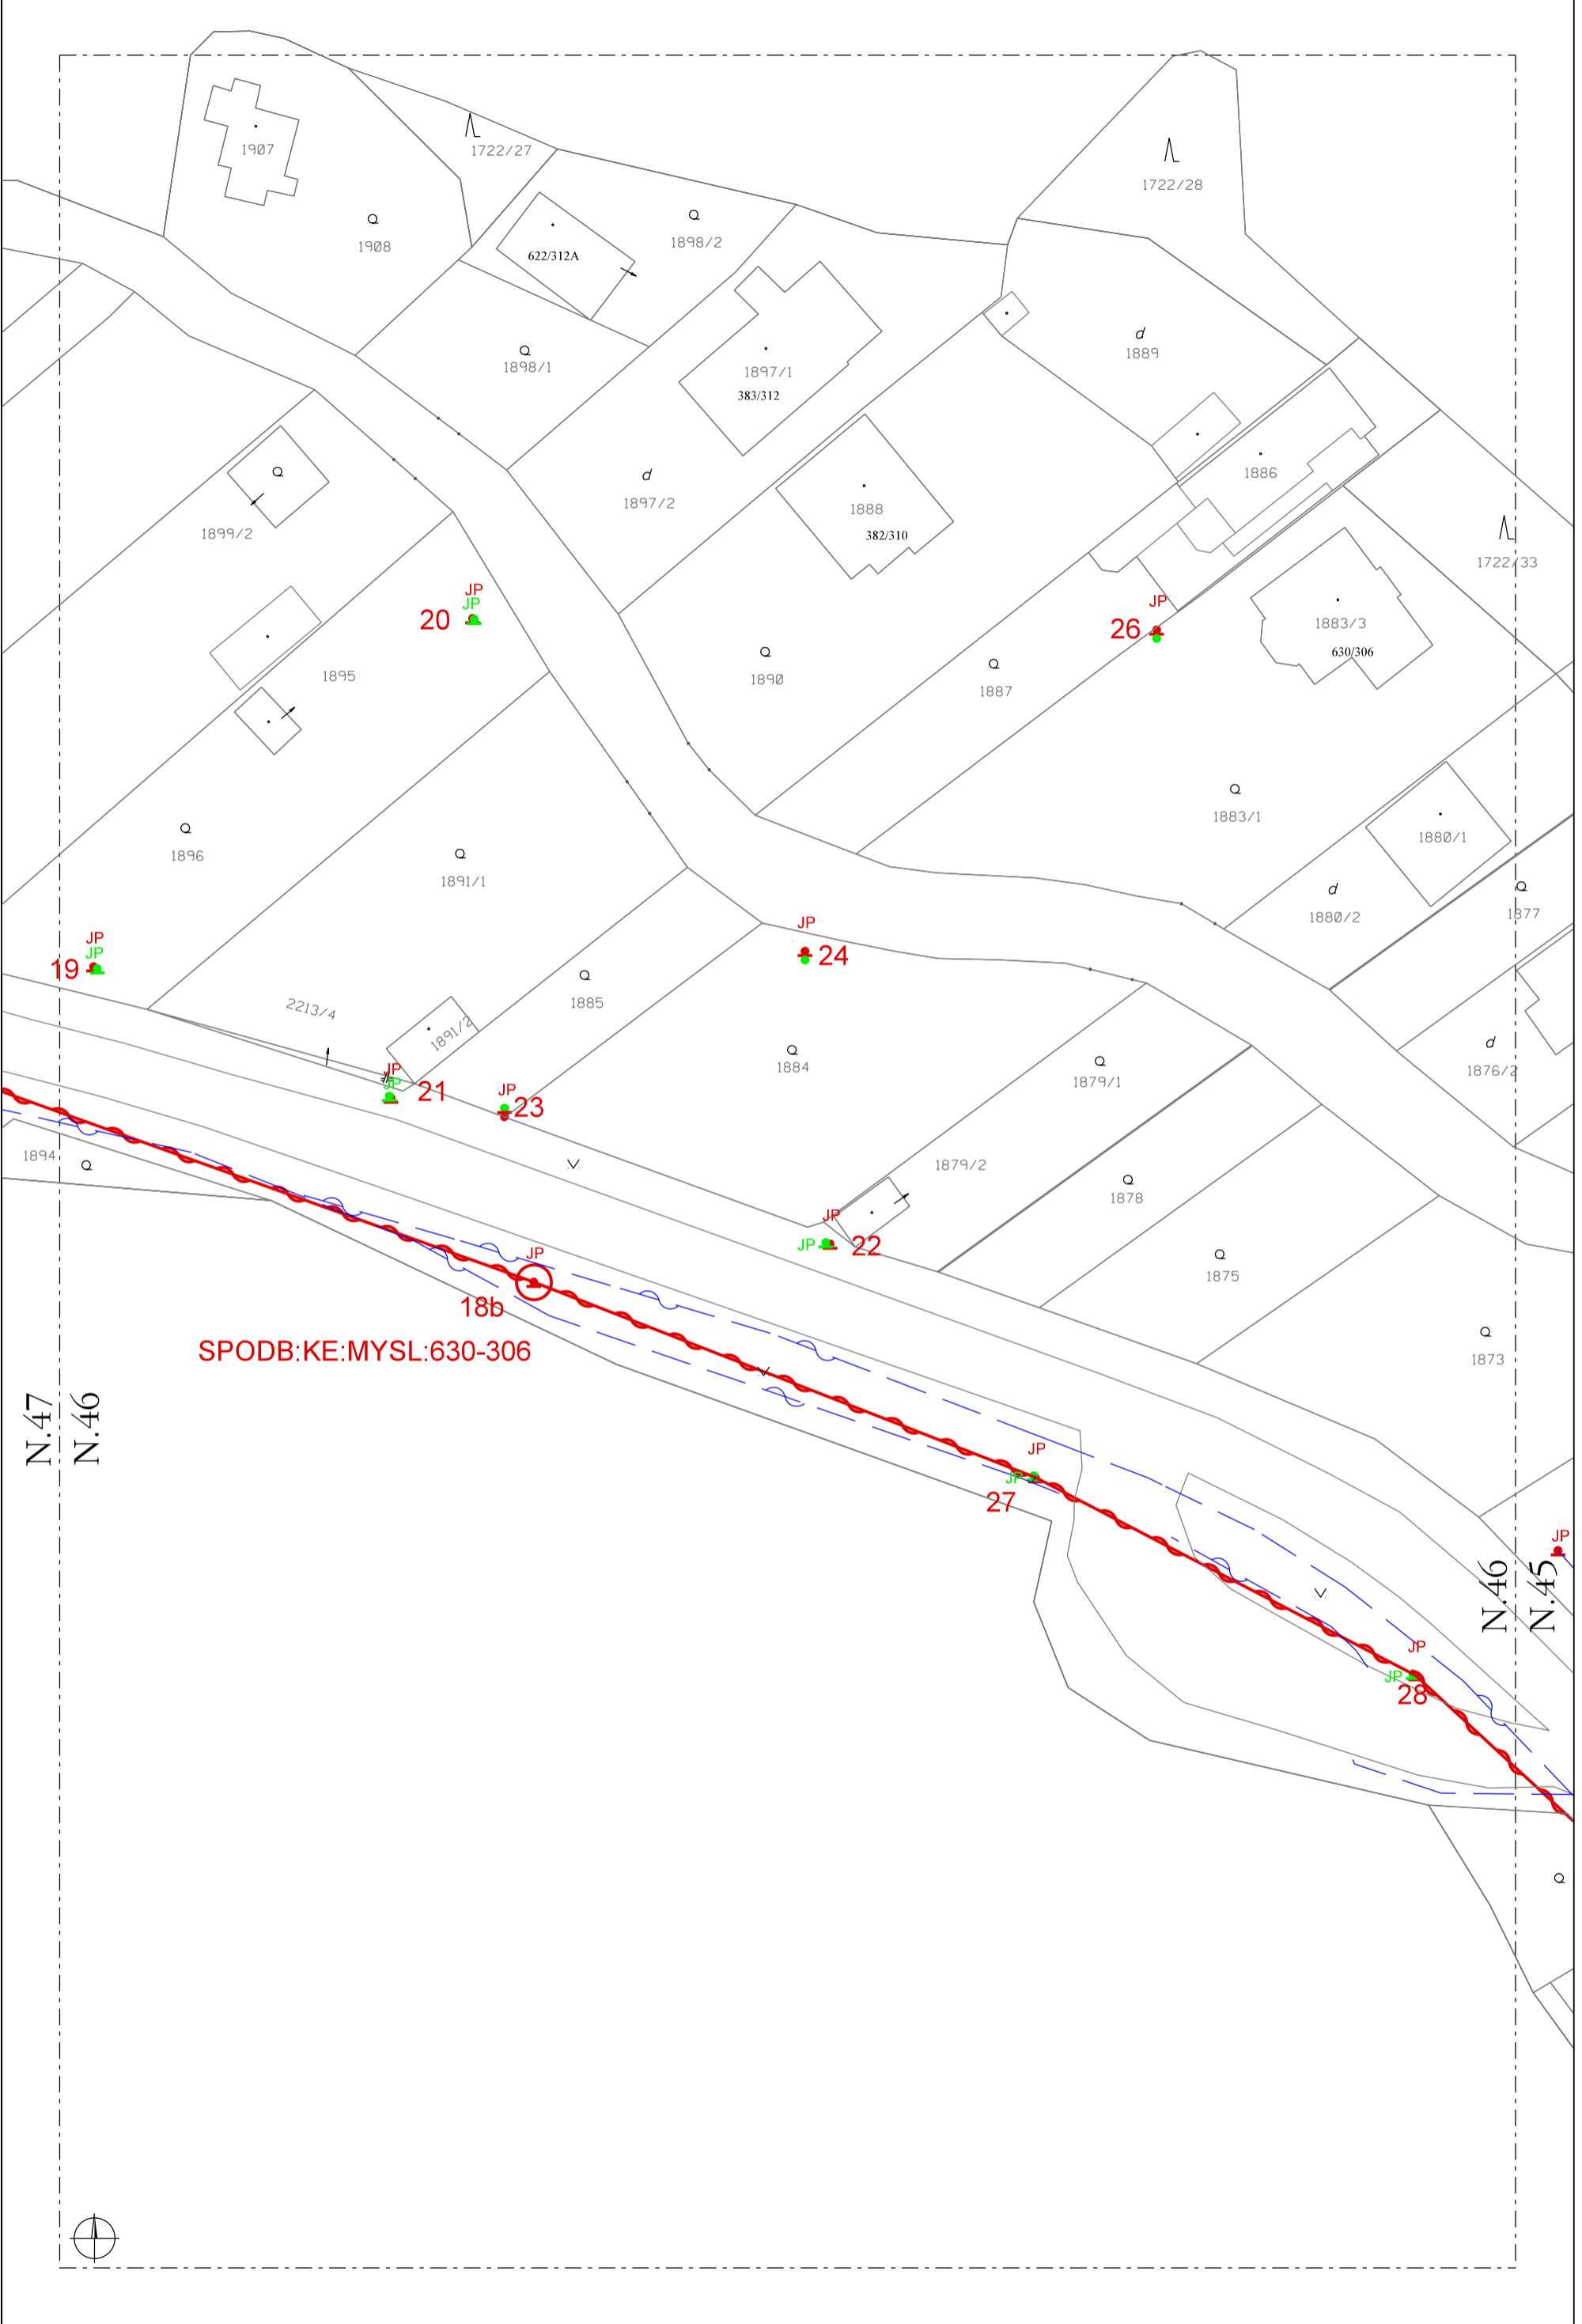 1907
1722/27
1722/28
Q
1908
Q
1898/2
622/312A
d
1889
Q
1898/1
1897/1
383/312
Q
1899/2
d
1897/2
1888
382/310
1886
1722/33
JP
JP
20
JP
26
1883/3
630/306
1895
Q
1890
Q
1887
Q
1883/1
Q
1896
Q
1891/1
1880/1
d
1880/2
Q
1877
JP
JP
19
JP
24
Q
1885
2213/4
1891/2
Q
1884
Q
1879/1
d
1876/2
JP
JP
21
JP
23
1894
Q
1879/2
Q
1878
JP
JP
22
Q
1875
JP
18b
SPODB:KE:MYSL:630-306
Q
1873
N.47
N.46
JP
JP
27
JP
N.46
N.45
JP
JP
28
Q